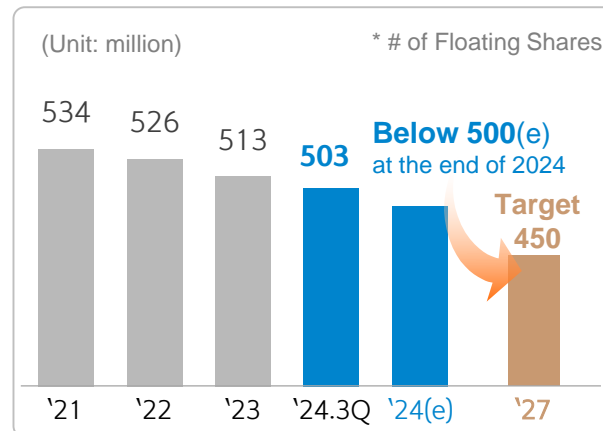 (Unit: million)
* # of Floating Shares
534
526
513
503
Below 500(e)
at the end of 2024
Target
450
‘21
‘22
‘23
‘24.3Q
‘24(e)
‘27